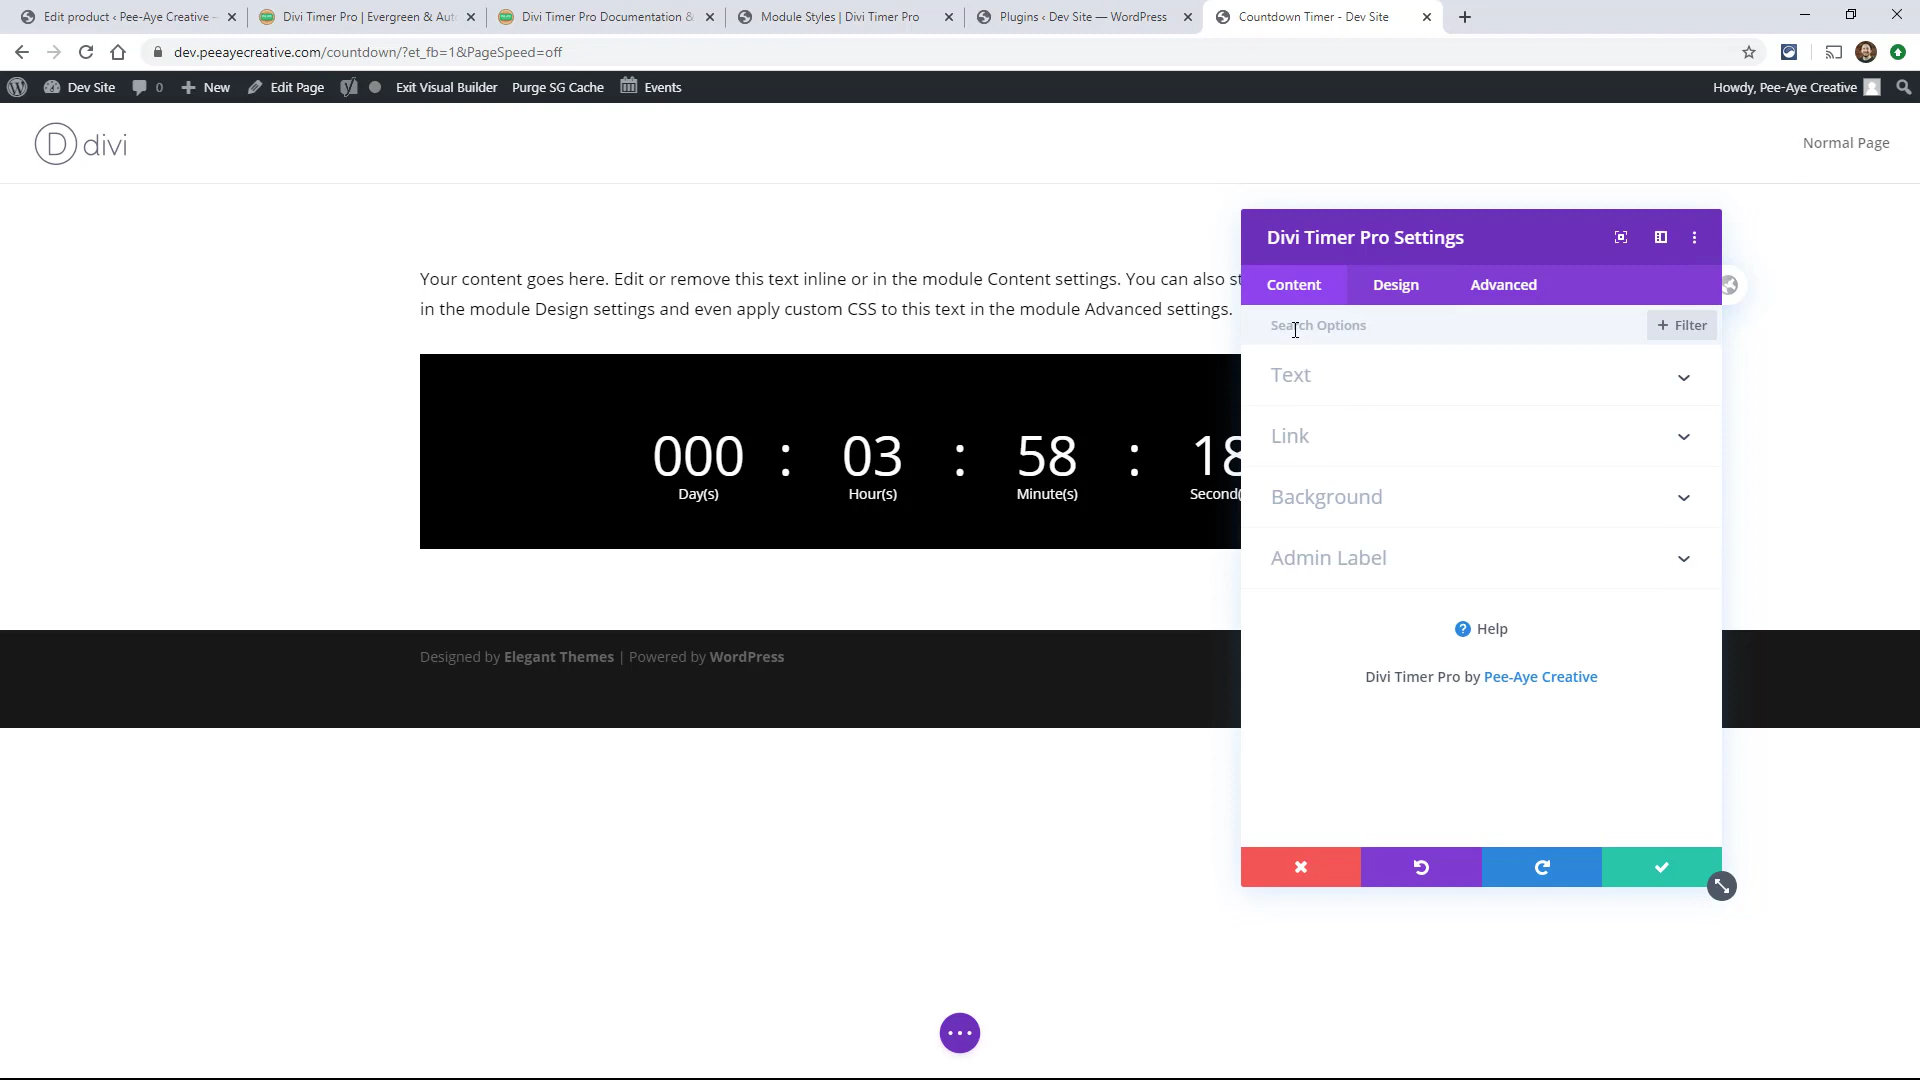 Edit product ‹ Pee-Aye Creative –
Divi Timer Pro | Evergreen & Aut
Divi Timer Pro Documentation &
Module Styles | Divi Timer Pro
Plugins ‹ Dev Site — WordPress
Countdown Timer - Dev Site
dev.peeayecreative.com/countdown/?et_fb=1&PageSpeed=off
Dev Site
0
New
Edit Page
Exit Visual Builder
Purge SG Cache
Events
Howdy, Pee-Aye Creative
D divi
Normal Page
Your content goes here. Edit or remove this text inline or in the module Content settings. You can also st
in the module Design settings and even apply custom CSS to this text in the module Advanced settings.
000 : 03 : 58 : 18
Day(s) Hour(s) Minute(s) Second(
Designed by Elegant Themes | Powered by WordPress
Divi Timer Pro Settings
Content Design Advanced
Search Options
+ Filter
Text
Link
Background
Admin Label
? Help
Divi Timer Pro by Pee-Aye Creative